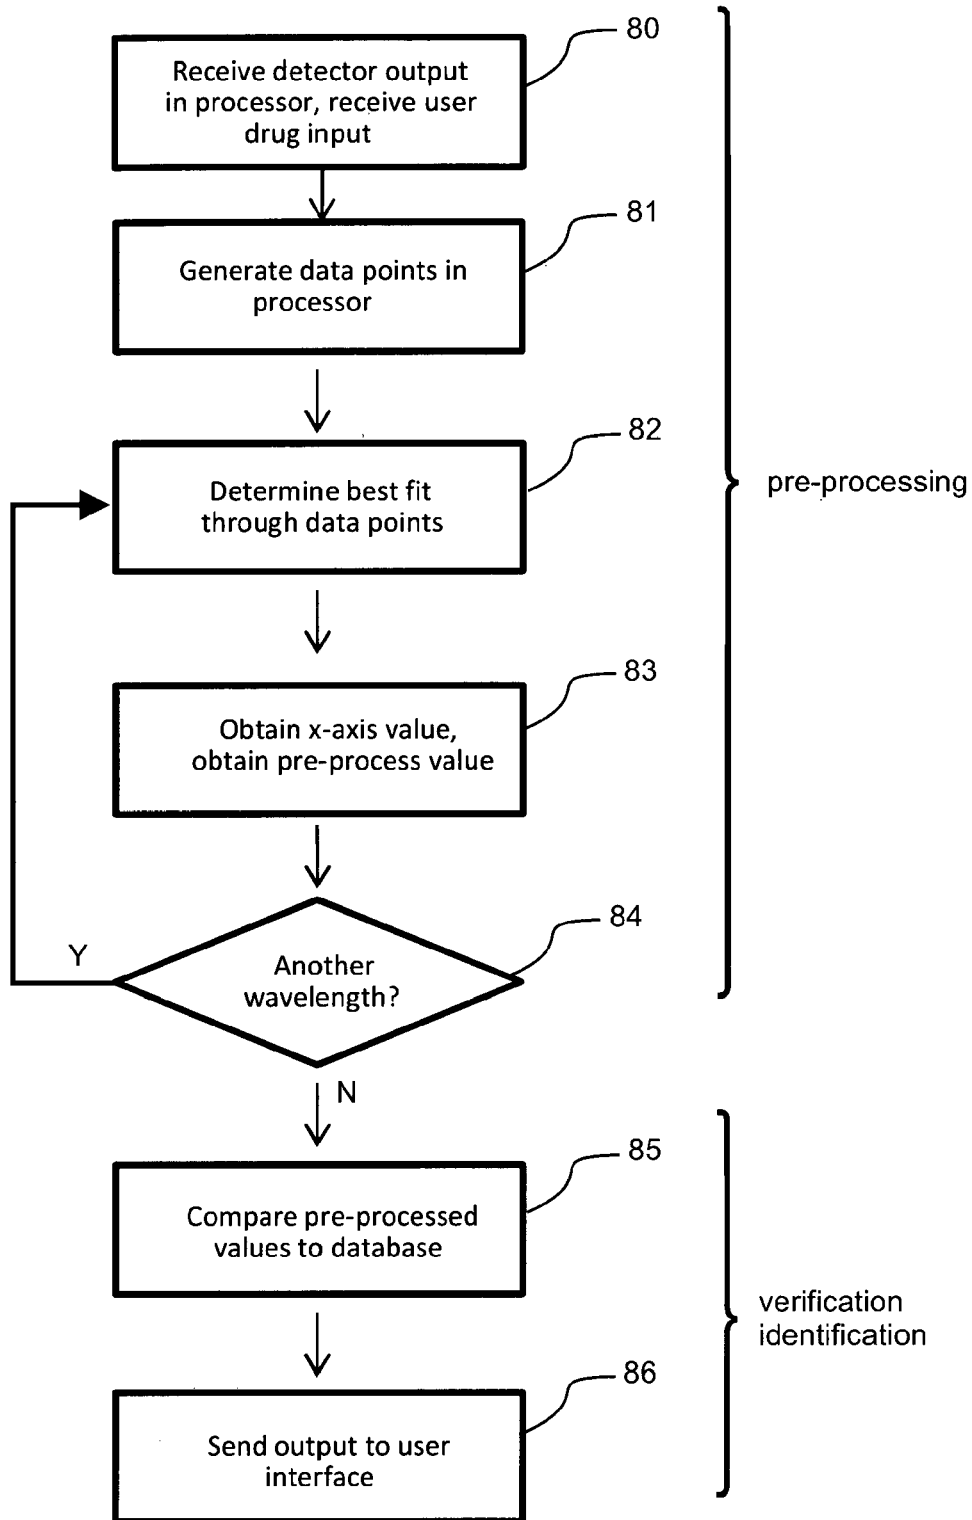 80
Receive detector output
in processor, receive user
drug input
81
Generate data points in
processor
82
Determine best fit
through data points
pre-processing
83
Obtain x-axis value,
obtain pre-process value
84
Y
Another
wavelength?
N
85
Compare pre-processed
values to database
verification
identification
86
Send output to user
interface